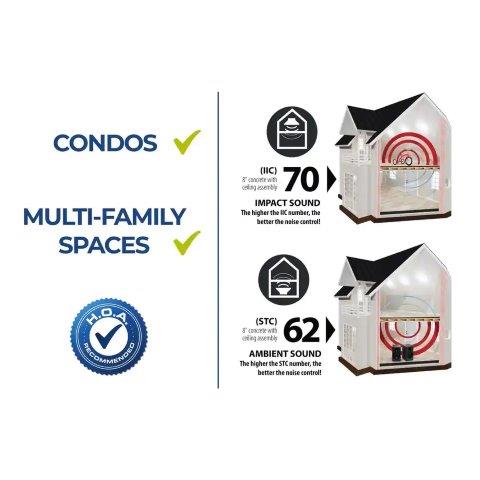 CONDOS
MULTI-FAMILY
SPACES
H.O.A.
RECOMMENDED
(IIC)
8" concrete with
ceiling assembly
70
IMPACT SOUND
The higher the IIC number, the
better the noise control!
(STC)
8" concrete with
ceiling assembly
62
AMBIENT SOUND
The higher the STC number, the
better the noise control!